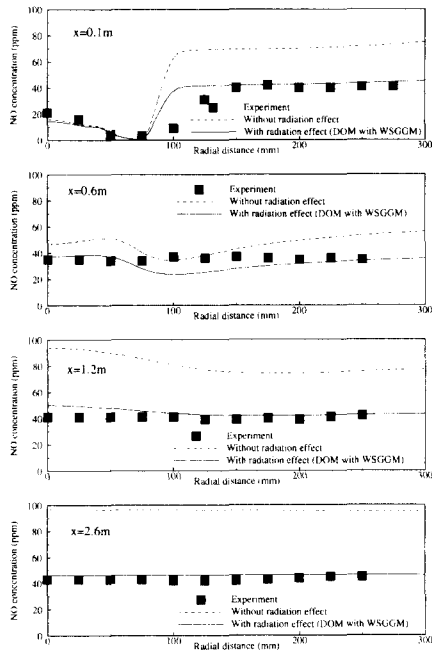 100
x=0.1m
80
60
40
20
0
NO concentration (ppm)
Experiment
Without radiation effect
With radiation effect (DOM with WSGGM)
0 100 200 300
Radial distance (mm)
100
x=0.6m
80
60
40
20
0
NO concentration (ppm)
Experiment
Without radiation effect
With radiation effect (DOM with WSGGM)
0 100 200 300
Radial distance (mm)
100
x=1.2m
80
60
40
20
0
NO concentration (ppm)
Experiment
Without radiation effect
With radiation effect (DOM with WSGGM)
0 100 200 300
Radial distance (mm)
100
x=2.6m
80
60
40
20
0
NO concentration (ppm)
Experiment
Without radiation effect
With radiation effect (DOM with WSGGM)
0 100 200 300
Radial distance (mm)